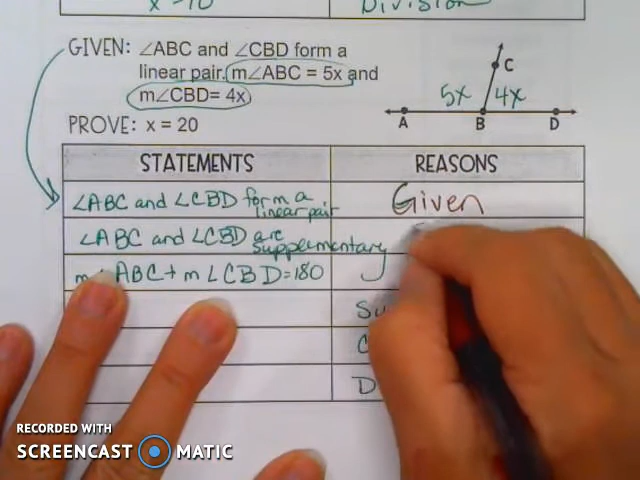 x=10
Division
GIVEN: ∠ABC and ∠CBD form a
linear pair. m∠ABC = 5x and
m∠CBD= 4x
PROVE: x = 20
C
5x 4x
A B D
STATEMENTS REASONS
∠ABC and ∠CBD form a
linear pair
Given
∠ABC and ∠CBD are
supplementary
m∠ABC + m∠CBD = 180
Su
C
D
RECORDED WITH
SCREENCAST MATIC